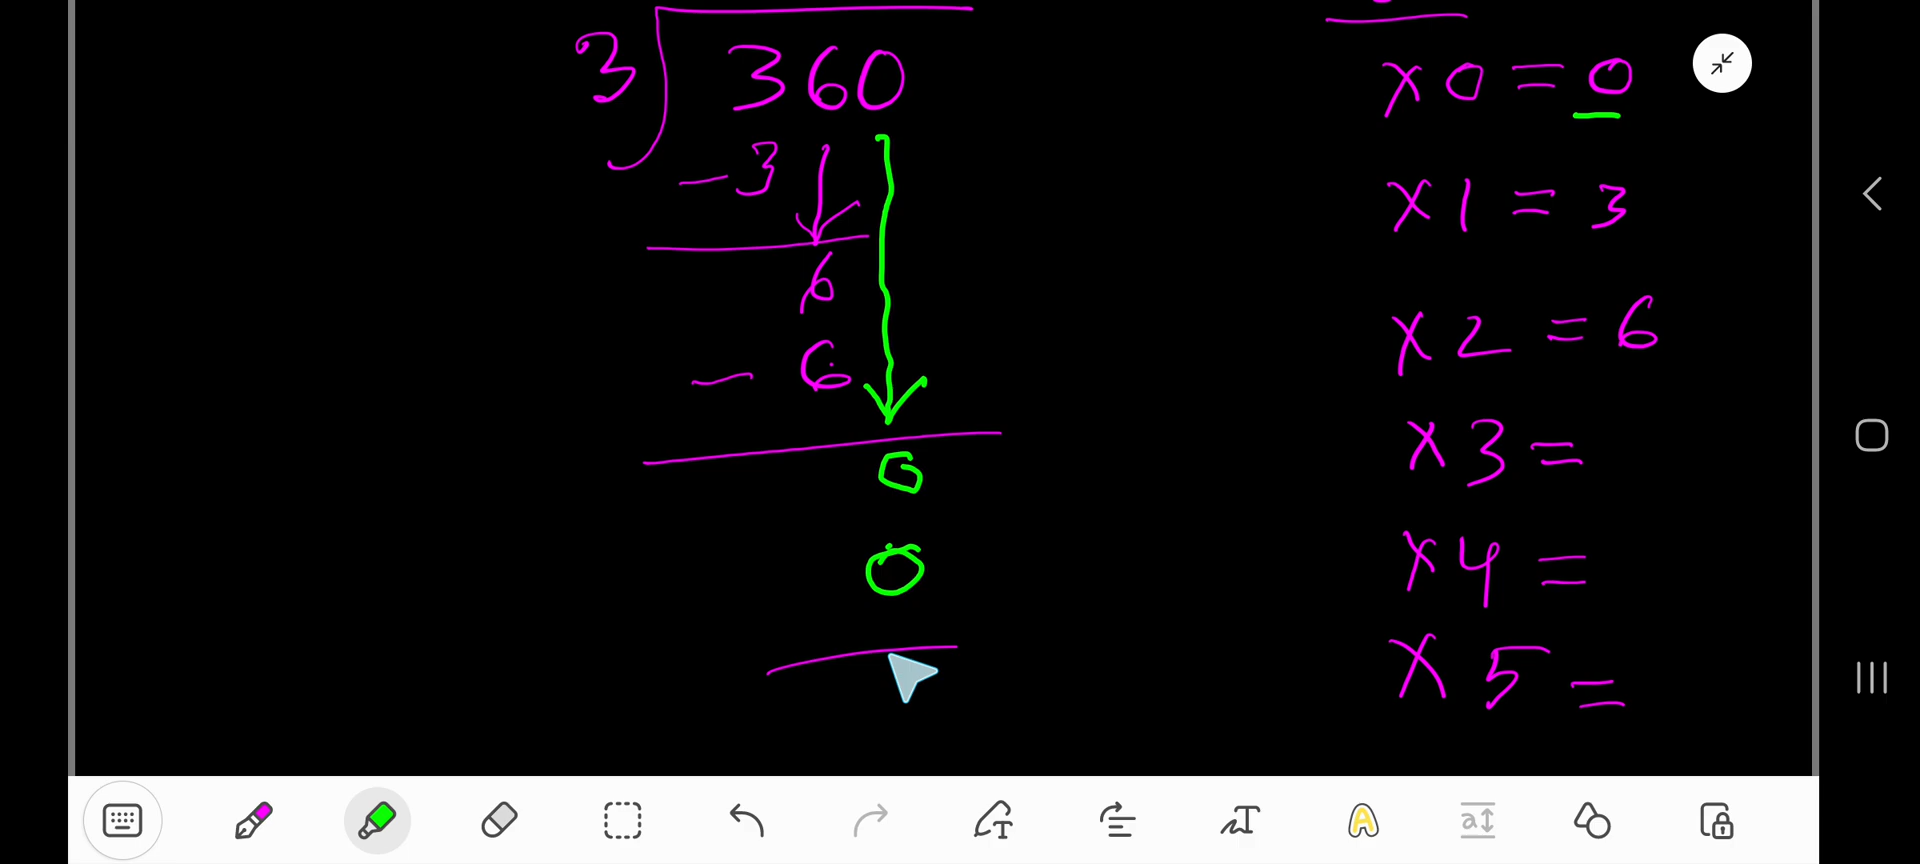 3 360
-3
6
- 6
0
0
x0=0
x1=3
x2=6
x3=
x4=
x5=